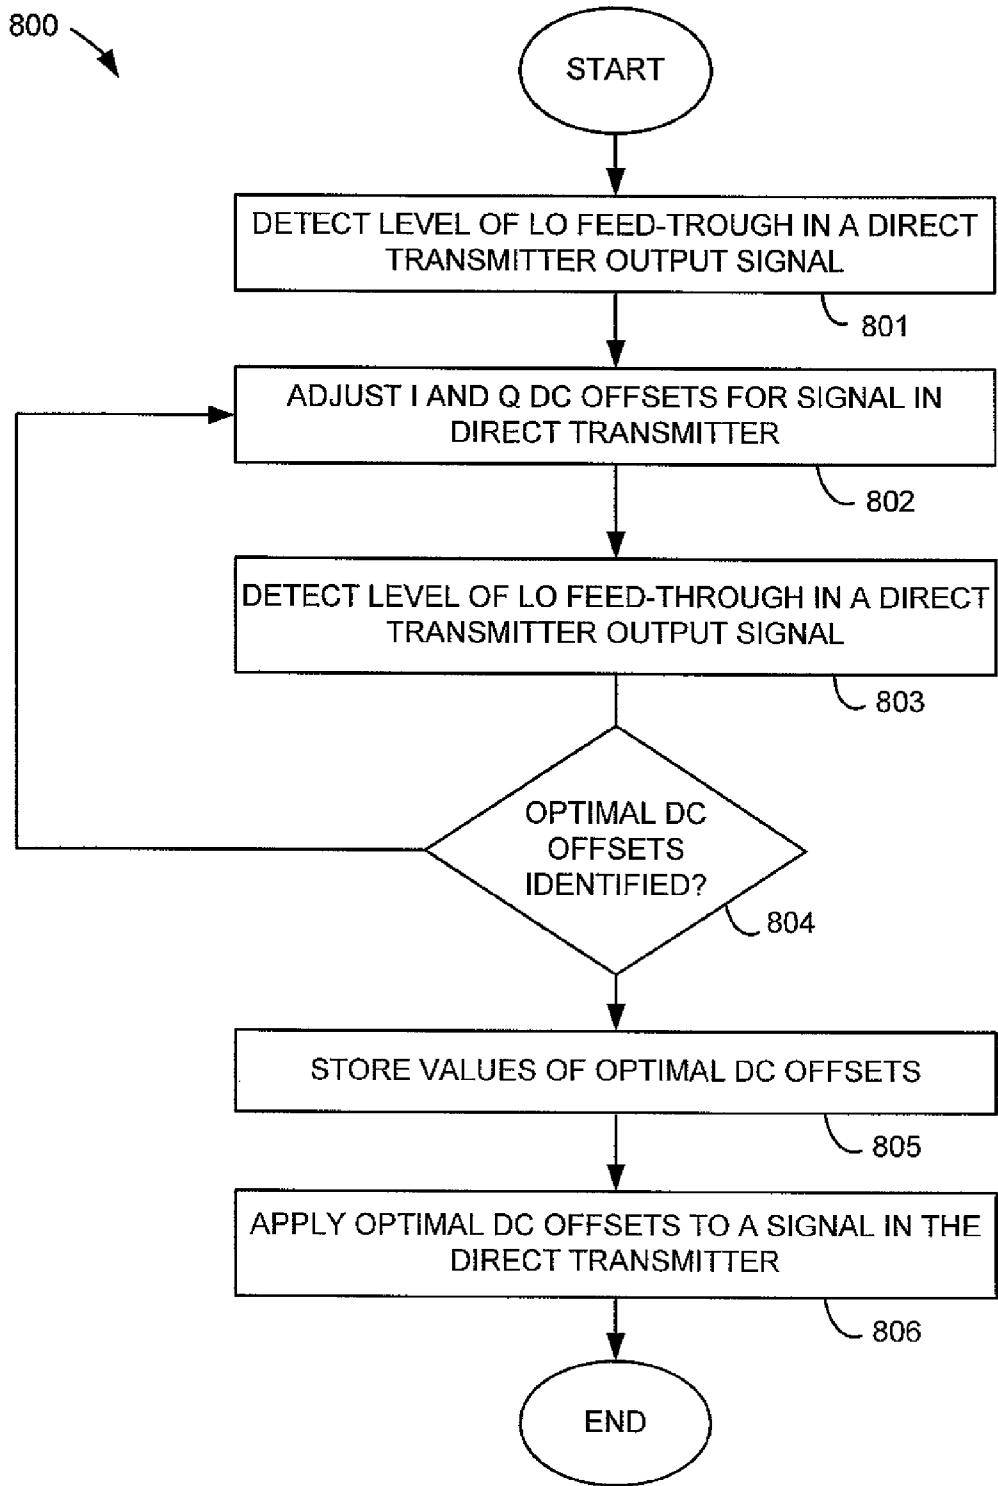 800
START
DETECT LEVEL OF LO FEED-TROUGH IN A DIRECT
TRANSMITTER OUTPUT SIGNAL
801
ADJUST I AND Q DC OFFSETS FOR SIGNAL IN
DIRECT TRANSMITTER
802
DETECT LEVEL OF LO FEED-THROUGH IN A DIRECT
TRANSMITTER OUTPUT SIGNAL
803
OPTIMAL DC
OFFSETS
IDENTIFIED?
804
STORE VALUES OF OPTIMAL DC OFFSETS
805
APPLY OPTIMAL DC OFFSETS TO A SIGNAL IN THE
DIRECT TRANSMITTER
806
END